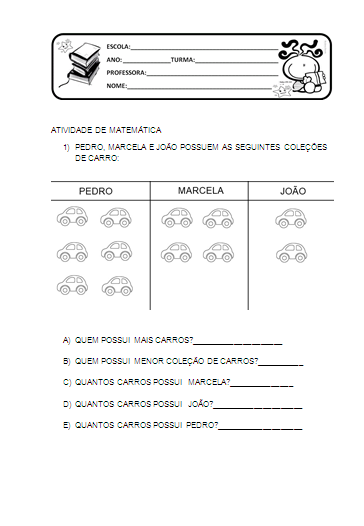 ESCOLA:
ANO: TURMA:
PROFESSORA:
NOME:
ATIVIDADE DE MATEMÁTICA
1) PEDRO, MARCELA E JOÃO POSSUEM AS SEGUINTES COLEÇÕES
DE CARRO:
PEDRO MARCELA JOÃO
A) QUEM POSSUI MAIS CARROS?
B) QUEM POSSUI MENOR COLEÇÃO DE CARROS?
C) QUANTOS CARROS POSSUI MARCELA?
D) QUANTOS CARROS POSSUI JOÃO?
E) QUANTOS CARROS POSSUI PEDRO?